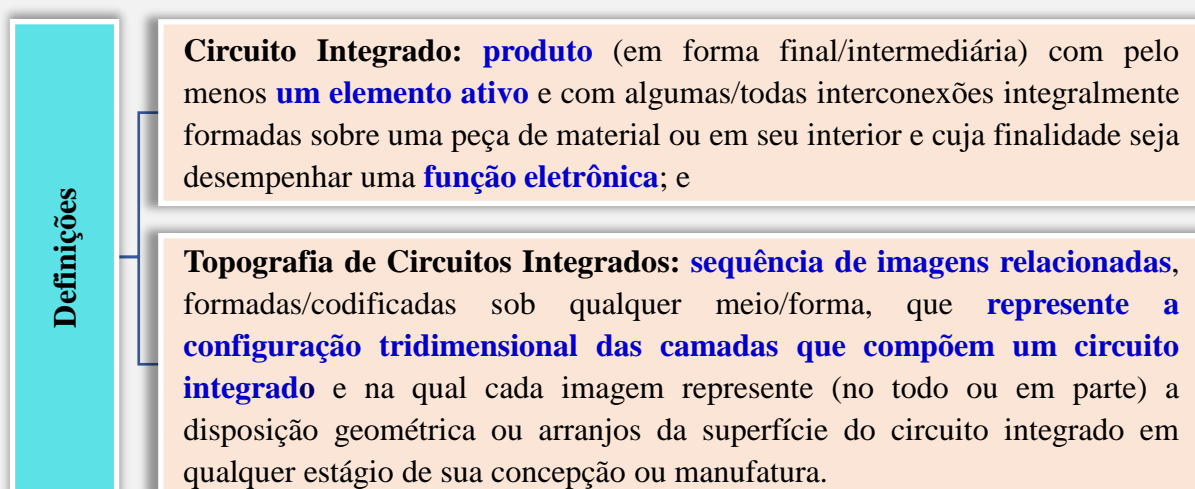 Definições
Circuito Integrado: produto (em forma final/intermediária) com pelo
menos um elemento ativo e com algumas/todas interconexões integralmente
formadas sobre uma peça de material ou em seu interior e cuja finalidade seja
desempenhar uma função eletrônica; e
Topografia de Circuitos Integrados: sequência de imagens relacionadas,
formadas/codificadas sob qualquer meio/forma, que represente a
configuração tridimensional das camadas que compõem um circuito
integrado e na qual cada imagem represente (no todo ou em parte) a
disposição geométrica ou arranjos da superfície do circuito integrado em
qualquer estágio de sua concepção ou manufatura.